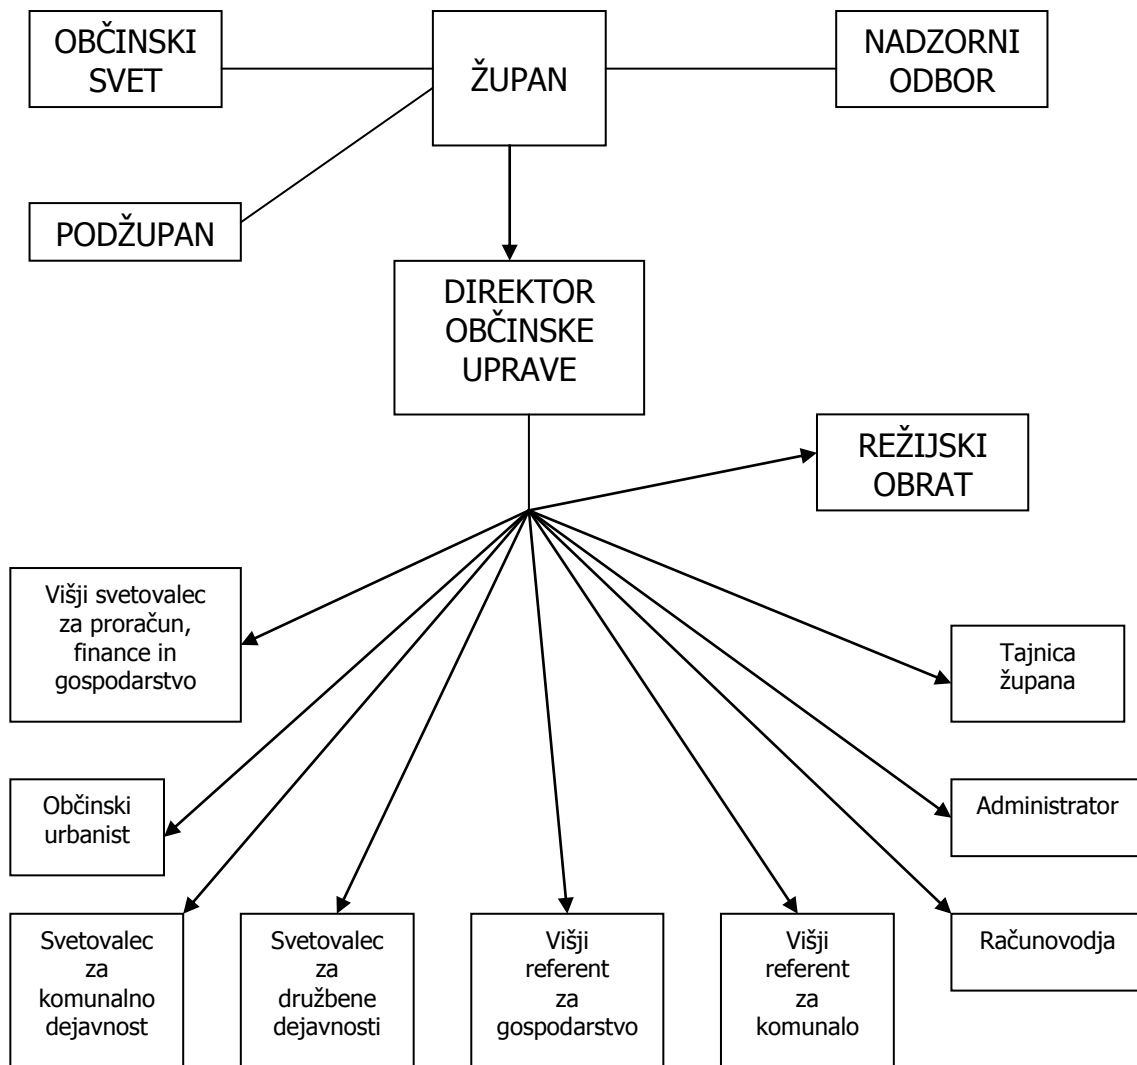 OBČINSKI
SVET
ŽUPAN
NADZORNI
ODBOR
PODŽUPAN
DIREKTOR
OBČINSKE
UPRAVE
REŽIJSKI
OBRAT
Višji svetovalec
za proračun,
finance in
gospodarstvo
Tajnica
župana
Občinski
urbanist
Administrator
Svetovalec
za
komunalno
dejavnost
Svetovalec
za
družbene
dejavnosti
Višji
referent
za
gospodarstvo
Višji
referent
za
komunalo
Računovodja